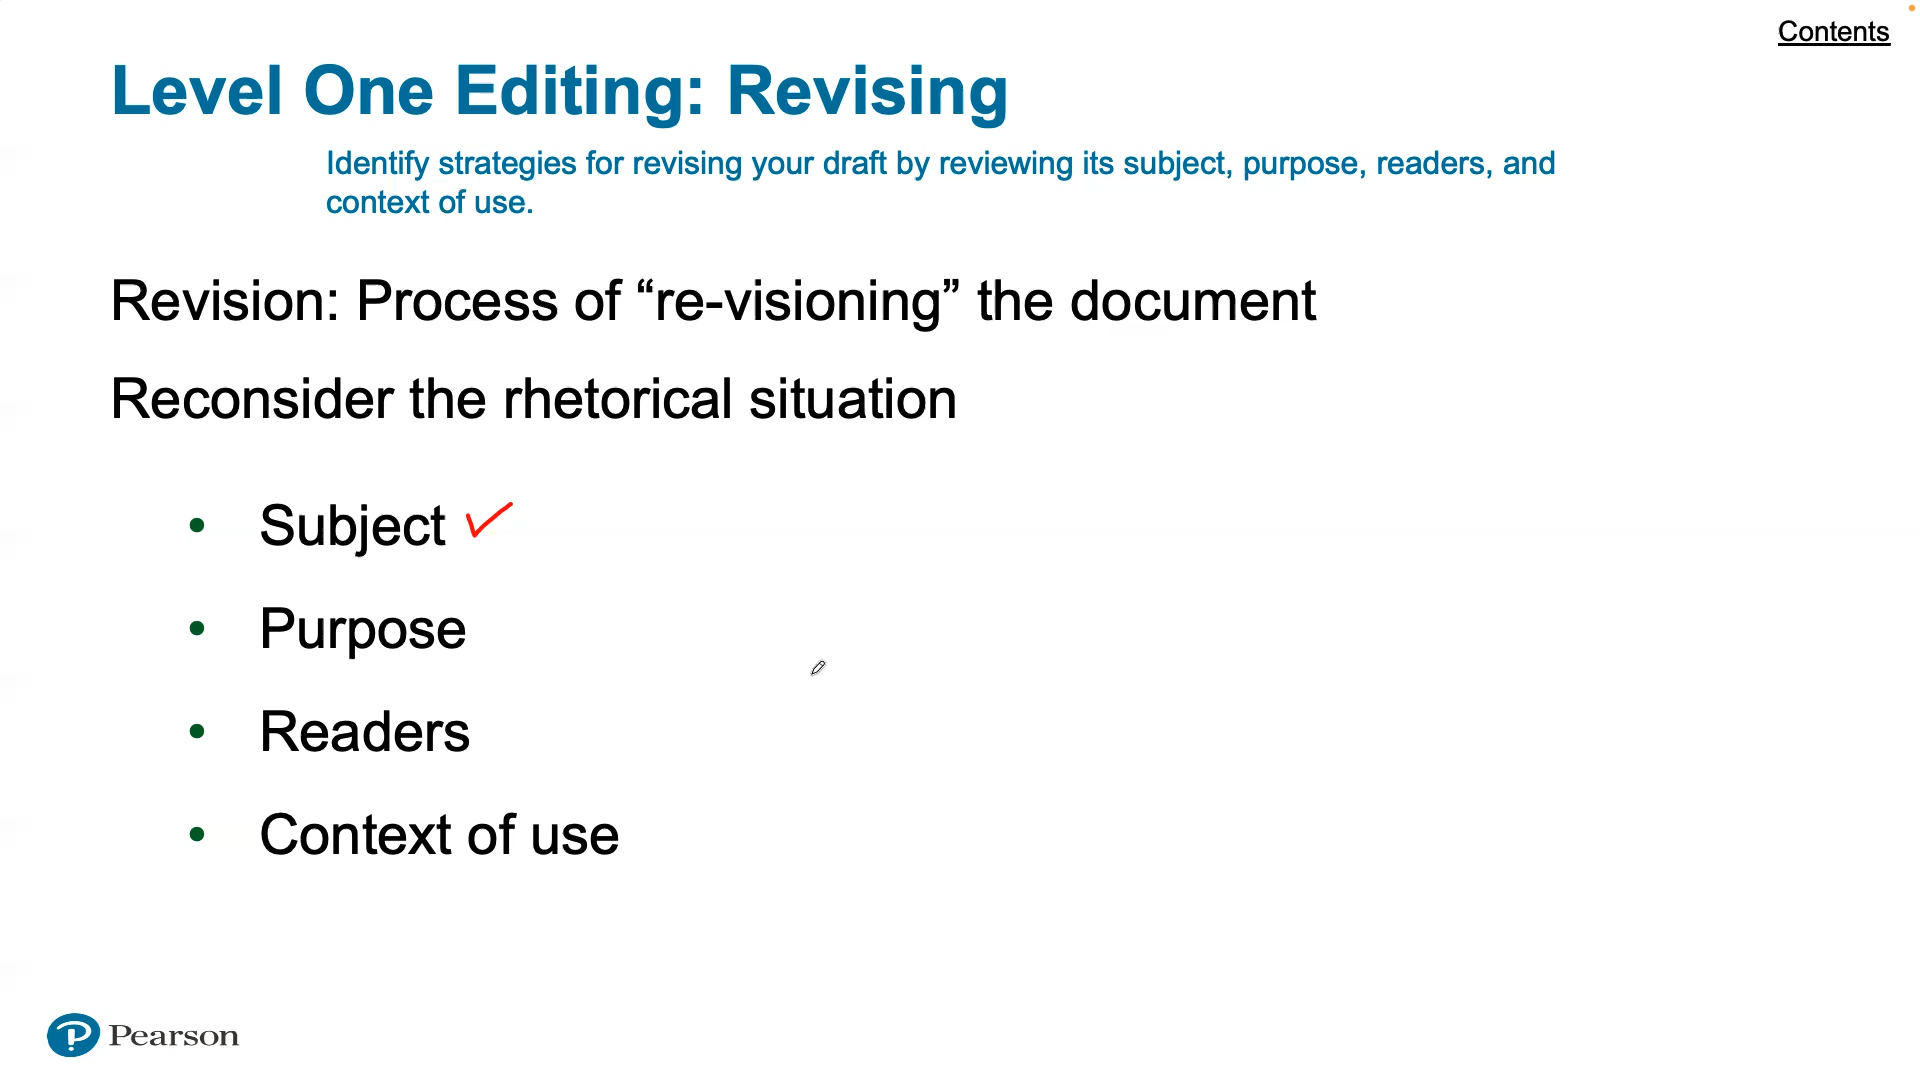 Contents
Level One Editing: Revising
Identify strategies for revising your draft by reviewing its subject, purpose, readers, and
context of use.
Revision: Process of “re-visioning” the document
Reconsider the rhetorical situation
• Subject ✓
• Purpose
• Readers
• Context of use
Pearson